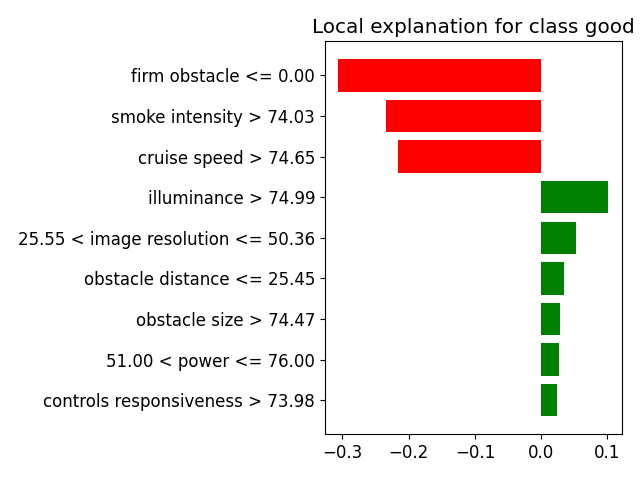 Local explanation for class good
firm obstacle <= 0.00
smoke intensity > 74.03
cruise speed > 74.65
illuminance > 74.99
25.55 < image resolution <= 50.36
obstacle distance <= 25.45
obstacle size > 74.47
51.00 < power <= 76.00
controls responsiveness > 73.98
−0.3 −0.2 −0.1 0.0 0.1